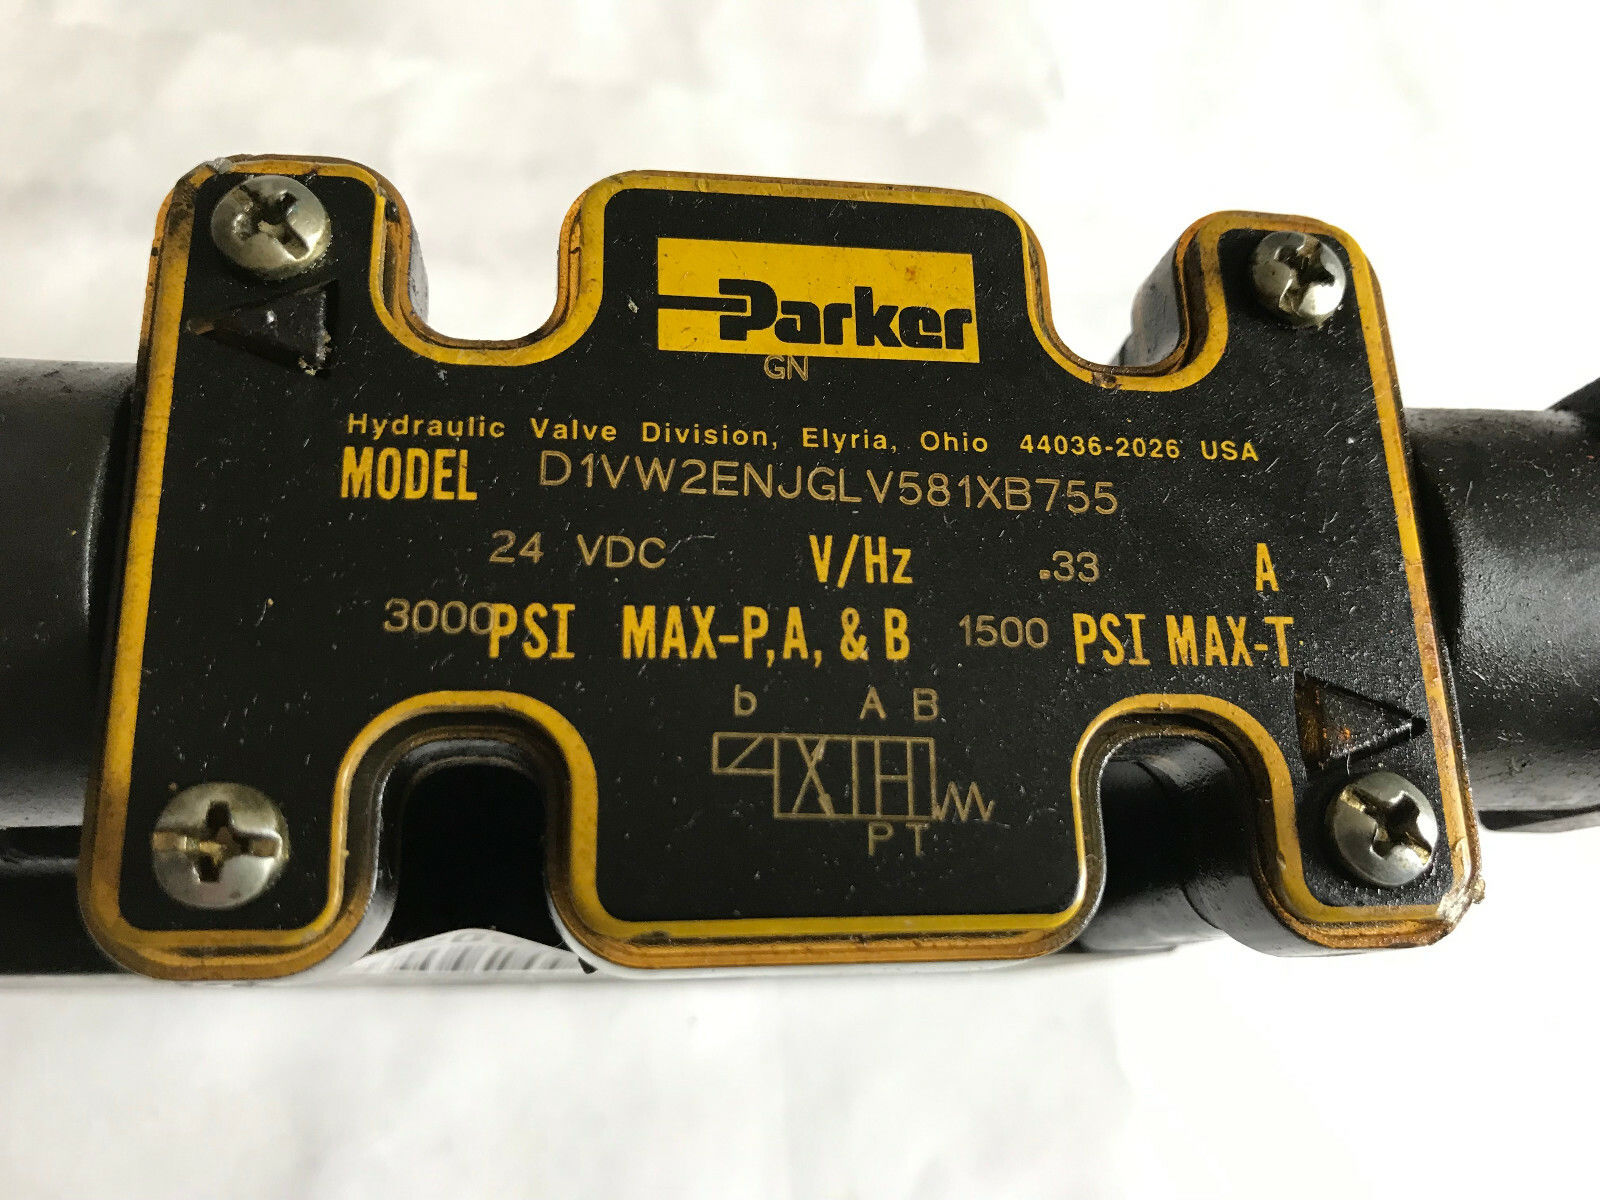 Parker
GN
Hydraulic Valve Division, Elyria, Ohio 44036-2026 USA
MODEL D1VW2ENJGLV581XB755
24 VDC V/Hz .33 A
3000 PSI MAX-P,A, & B 1500 PSI MAX-T
b A B
P T